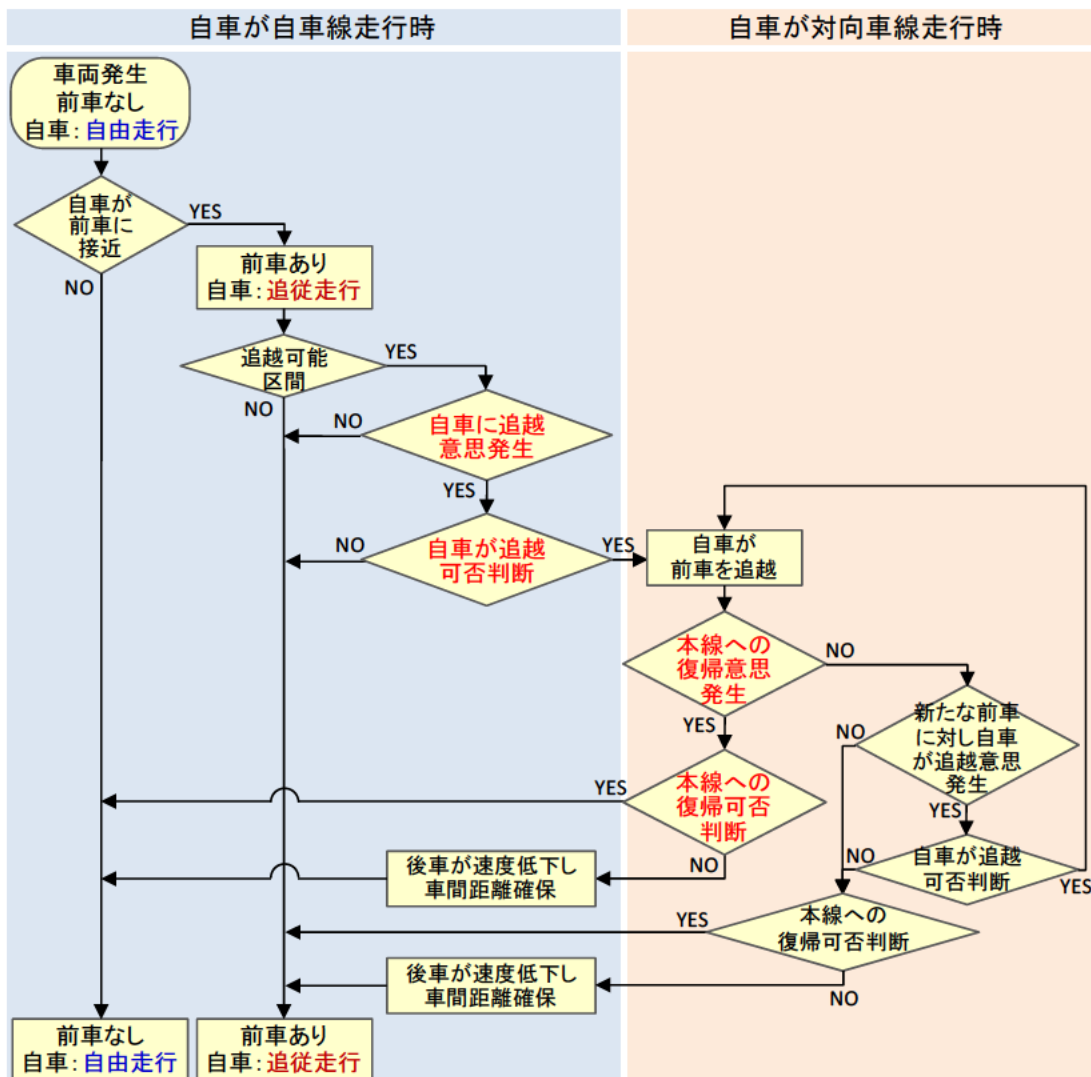 自車が自車線走行時
自車が対向車線走行時
車両発生
前車なし
自車：自由走行
自車が
前車に
接近
YES
NO
前車あり
自車：追従走行
追越可能
区間
YES
NO
自車に追越
意思発生
NO
YES
自車が追越
可否判断
NO
YES
自車が
前車を追越
本線への
復帰意思
発生
NO
YES
新たな前車
に対し自車
が追越意思
発生
NO
YES
本線への
復帰可否
判断
YES
NO
自車が追越
可否判断
NO
YES
後車が速度低下し
車間距離確保
本線への
復帰可否判断
YES
NO
後車が速度低下し
車間距離確保
前車なし
自車：自由走行
前車あり
自車：追従走行